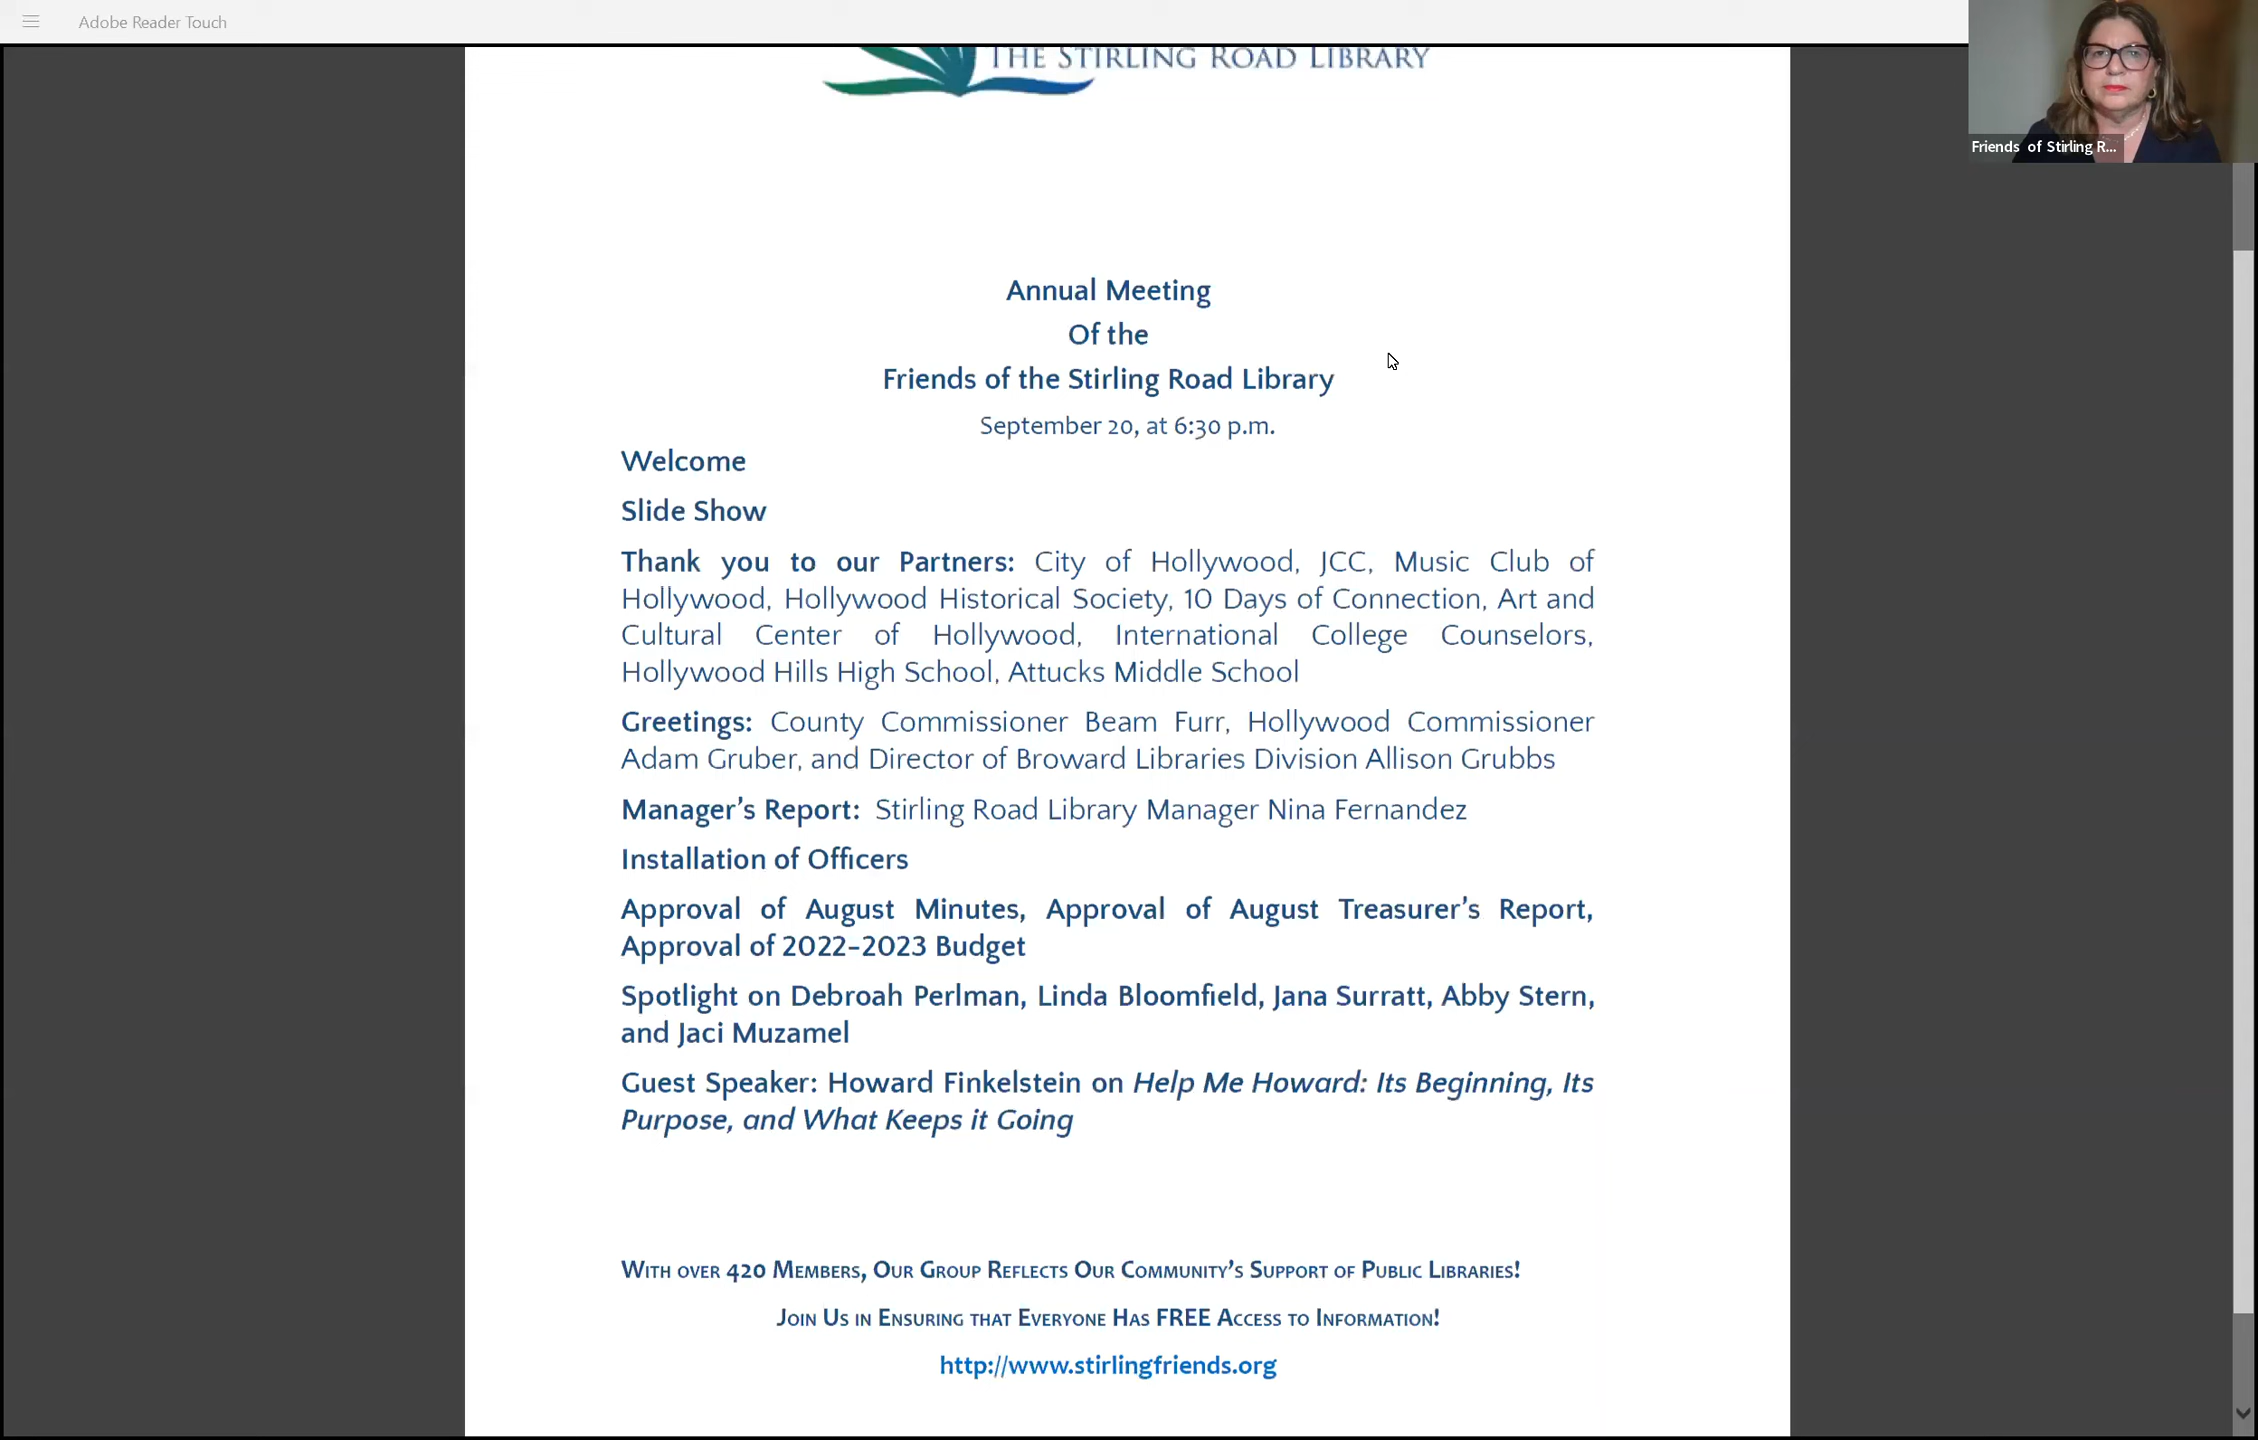 Adobe Reader Touch
THE STIRLING ROAD LIBRARY
Friends of Stirling R...
Annual Meeting
Of the
Friends of the Stirling Road Library
September 20, at 6:30 p.m.
Welcome
Slide Show
Thank you to our Partners: City of Hollywood, JCC, Music Club of
Hollywood, Hollywood Historical Society, 10 Days of Connection, Art and
Cultural Center of Hollywood, International College Counselors,
Hollywood Hills High School, Attucks Middle School
Greetings: County Commissioner Beam Furr, Hollywood Commissioner
Adam Gruber, and Director of Broward Libraries Division Allison Grubbs
Manager’s Report: Stirling Road Library Manager Nina Fernandez
Installation of Officers
Approval of August Minutes, Approval of August Treasurer’s Report,
Approval of 2022-2023 Budget
Spotlight on Debroah Perlman, Linda Bloomfield, Jana Surratt, Abby Stern,
and Jaci Muzamel
Guest Speaker: Howard Finkelstein on Help Me Howard: Its Beginning, Its
Purpose, and What Keeps it Going
WITH OVER 420 MEMBERS, OUR GROUP REFLECTS OUR COMMUNITY’S SUPPORT OF PUBLIC LIBRARIES!
JOIN US IN ENSURING THAT EVERYONE HAS FREE ACCESS TO INFORMATION!
http://www.stirlingfriends.org